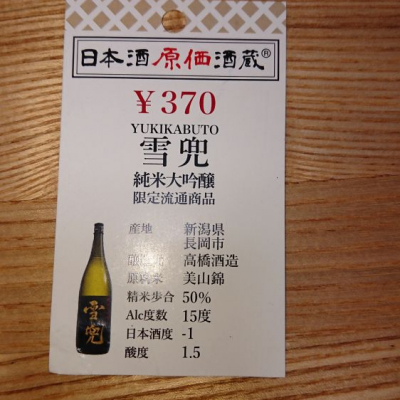 日本酒原価酒蔵®
￥370
YUKIKABUTO
雪兜
純米大吟醸
限定流通商品
産地 新潟県
長岡市
高橋酒造
原料米 美山錦
精米歩合 50%
Alc度数 15度
日本酒度 -1
酸度 1.5
雪兜